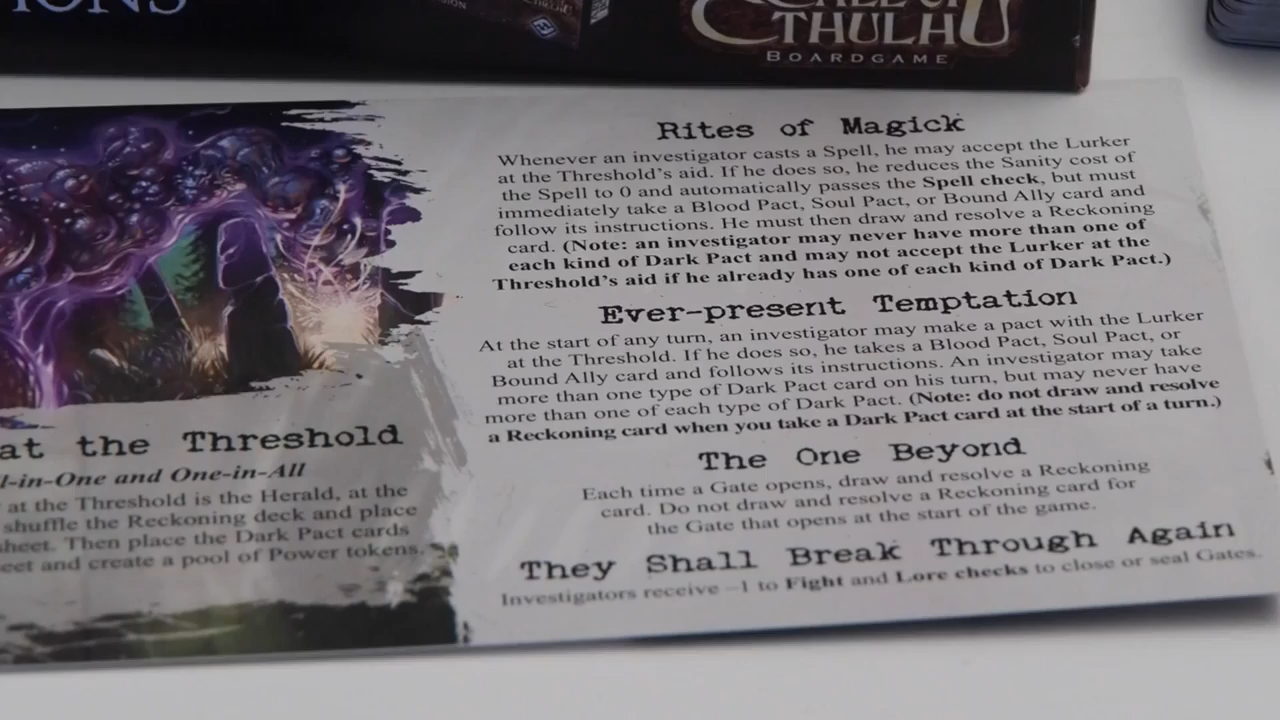 IONS
CALL OF
CTHULHU
BOARDGAME
Rites of Magick
Whenever an investigator casts a Spell, he may accept the Lurker
at the Threshold's aid. If he does so, he reduces the Sanity cost of
the Spell to 0 and automatically passes the Spell check, but must
immediately take a Blood Pact, Soul Pact, or Bound Ally card and
follow its instructions. He must then draw and resolve a Reckoning
card. (Note: an investigator may never have more than one of
each kind of Dark Pact and may not accept the Lurker at the
Threshold's aid if he already has one of each kind of Dark Pact.)
Ever-present Temptation
At the start of any turn, an investigator may make a pact with the Lurker
at the Threshold. If he does so, he takes a Blood Pact, Soul Pact, or
Bound Ally card and follows its instructions. An investigator may take
more than one type of Dark Pact card on his turn, but may never have
more than one of each type of Dark Pact. (Note: do not draw and resolve
a Reckoning card when you take a Dark Pact card at the start of a turn.)
The One Beyond
Each time a Gate opens, draw and resolve a Reckoning
card. Do not draw and resolve a Reckoning card for
the Gate that opens at the start of the game.
They Shall Break Through Again
Investigators receive –1 to Fight and Lore checks to close or seal Gates.
at the Threshold
l-in-One and One-in-All
at the Threshold is the Herald, at the
shuffle the Reckoning deck and place
sheet. Then place the Dark Pact cards
eet and create a pool of Power tokens.